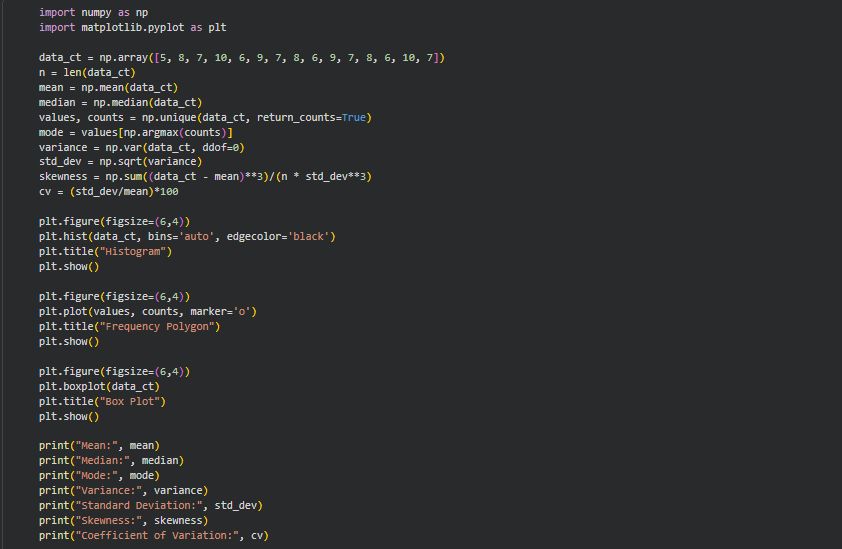 import numpy as np
import matplotlib.pyplot as plt
data_ct = np.array([5, 8, 7, 10, 6, 9, 7, 8, 6, 9, 7, 8, 6, 10, 7])
n = len(data_ct)
mean = np.mean(data_ct)
median = np.median(data_ct)
values, counts = np.unique(data_ct, return_counts=True)
mode = values[np.argmax(counts)]
variance = np.var(data_ct, ddof=0)
std_dev = np.sqrt(variance)
skewness = np.sum((data_ct - mean)**3)/(n * std_dev**3)
cv = (std_dev/mean)*100
plt.figure(figsize=(6,4))
plt.hist(data_ct, bins='auto', edgecolor='black')
plt.title("Histogram")
plt.show()
plt.figure(figsize=(6,4))
plt.plot(values, counts, marker='o')
plt.title("Frequency Polygon")
plt.show()
plt.figure(figsize=(6,4))
plt.boxplot(data_ct)
plt.title("Box Plot")
plt.show()
print("Mean:", mean)
print("Median:", median)
print("Mode:", mode)
print("Variance:", variance)
print("Standard Deviation:", std_dev)
print("Skewness:", skewness)
print("Coefficient of Variation:", cv)